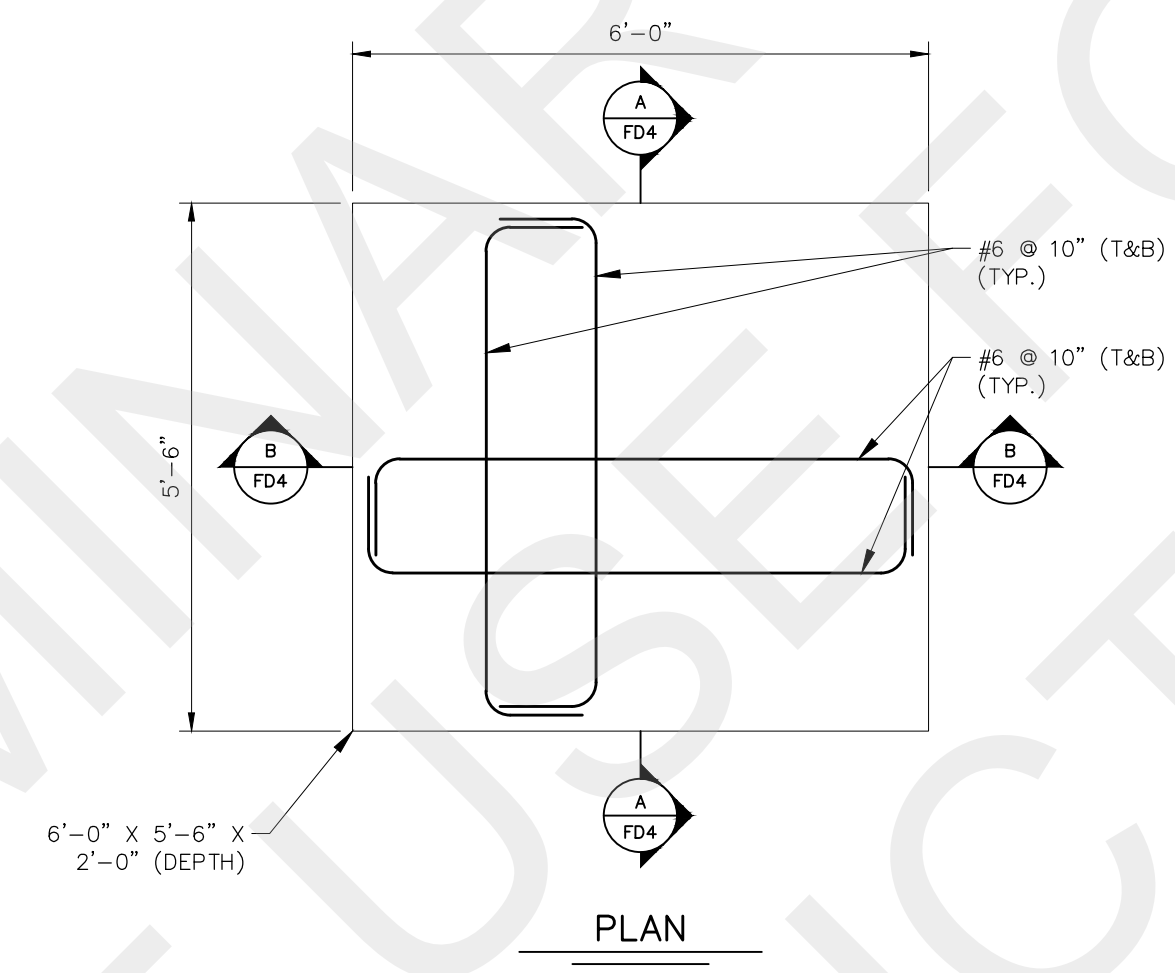 6'-0"
A
FD4
#6 @ 10" (T&B)
(TYP.)
#6 @ 10" (T&B)
(TYP.)
5'-6"
B
FD4
B
FD4
A
FD4
6'-0" X 5'-6" X
2'-0" (DEPTH)
PLAN